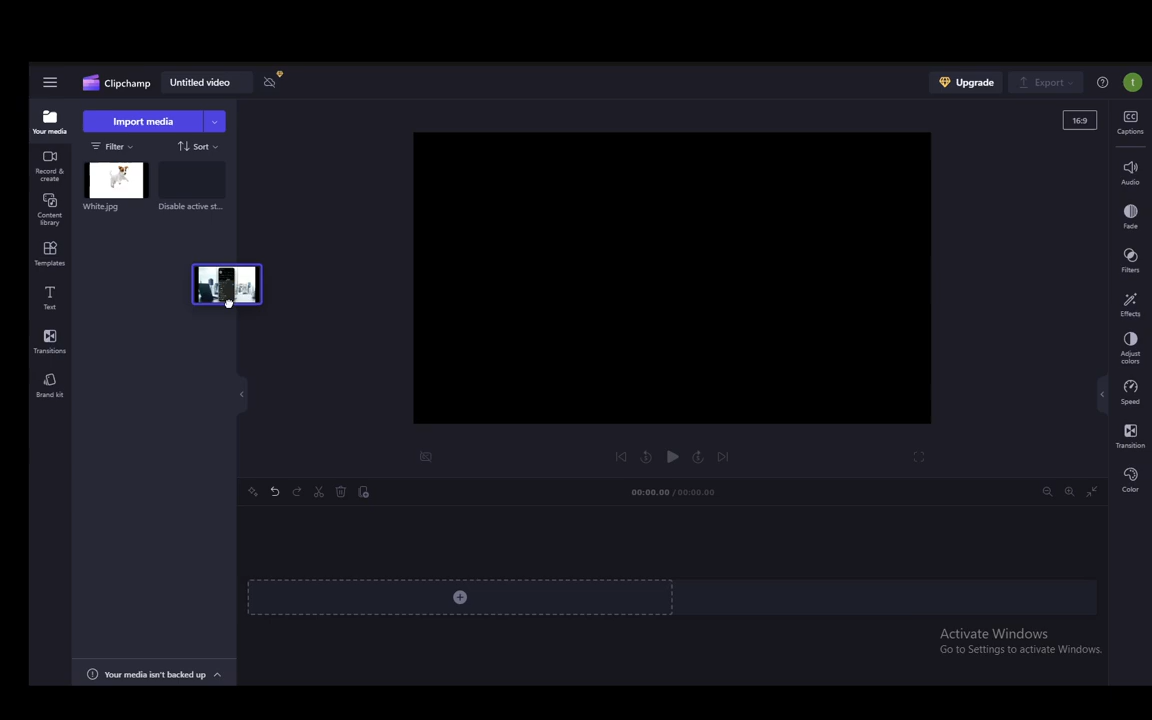 Clipchamp
Untitled video
Upgrade
Export
t
Your media
Import media
16:9
Captions
Filter
Sort
Record &
create
White.jpg
Disable active st...
Audio
Content
library
Fade
Templates
Filters
Text
Effects
Transitions
Adjust
colors
Brand kit
Speed
Transition
00:00.00 / 00:00.00
Color
Activate Windows
Go to Settings to activate Windows.
Your media isn't backed up